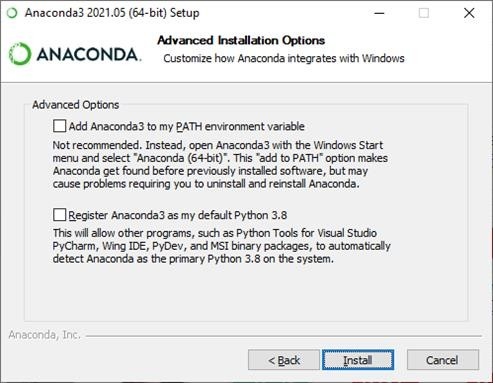 Anaconda3 2021.05 (64-bit) Setup
ANACONDA.
Advanced Installation Options
Customize how Anaconda integrates with Windows
Advanced Options
Add Anaconda3 to my PATH environment variable
Not recommended. Instead, open Anaconda3 with the Windows Start
menu and select "Anaconda (64-bit)". This "add to PATH" option makes
Anaconda get found before previously installed software, but may
cause problems requiring you to uninstall and reinstall Anaconda.
Register Anaconda3 as my default Python 3.8
This will allow other programs, such as Python Tools for Visual Studio
PyCharm, Wing IDE, PyDev, and MSI binary packages, to automatically
detect Anaconda as the primary Python 3.8 on the system.
Anaconda, Inc.
< Back
Install
Cancel